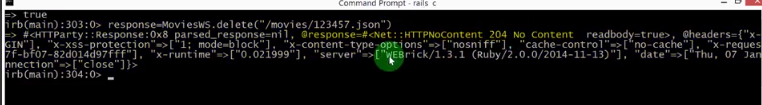 Command Prompt - rails c
=> true
irb(main):303:0> response=MoviesWS.delete("/movies/123457.json")
=> #<HTTParty::Response:0x8 parsed_response=nil, @response=#<Net::HTTPNoContent 204 No Content readbody=true>, @headers={"x-
GIN"], "x-xss-protection"=>["1; mode=block"], "x-content-type-options"=>["nosniff"], "cache-control"=>["no-cache"], "x-reques
7f-bf07-82d014d97fff"], "x-runtime"=>["0.021999"], "server"=>["WEBrick/1.3.1 (Ruby/2.0.0/2014-11-13)"], "date"=>["Thu, 07 Jan
nnection"=>["close"]}>
irb(main):304:0>